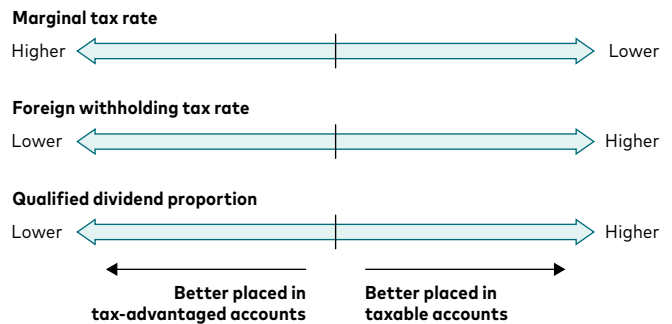 Marginal tax rate
Higher Lower
Foreign withholding tax rate
Lower Higher
Qualified dividend proportion
Lower Higher
Better placed in Better placed in
tax-advantaged accounts taxable accounts